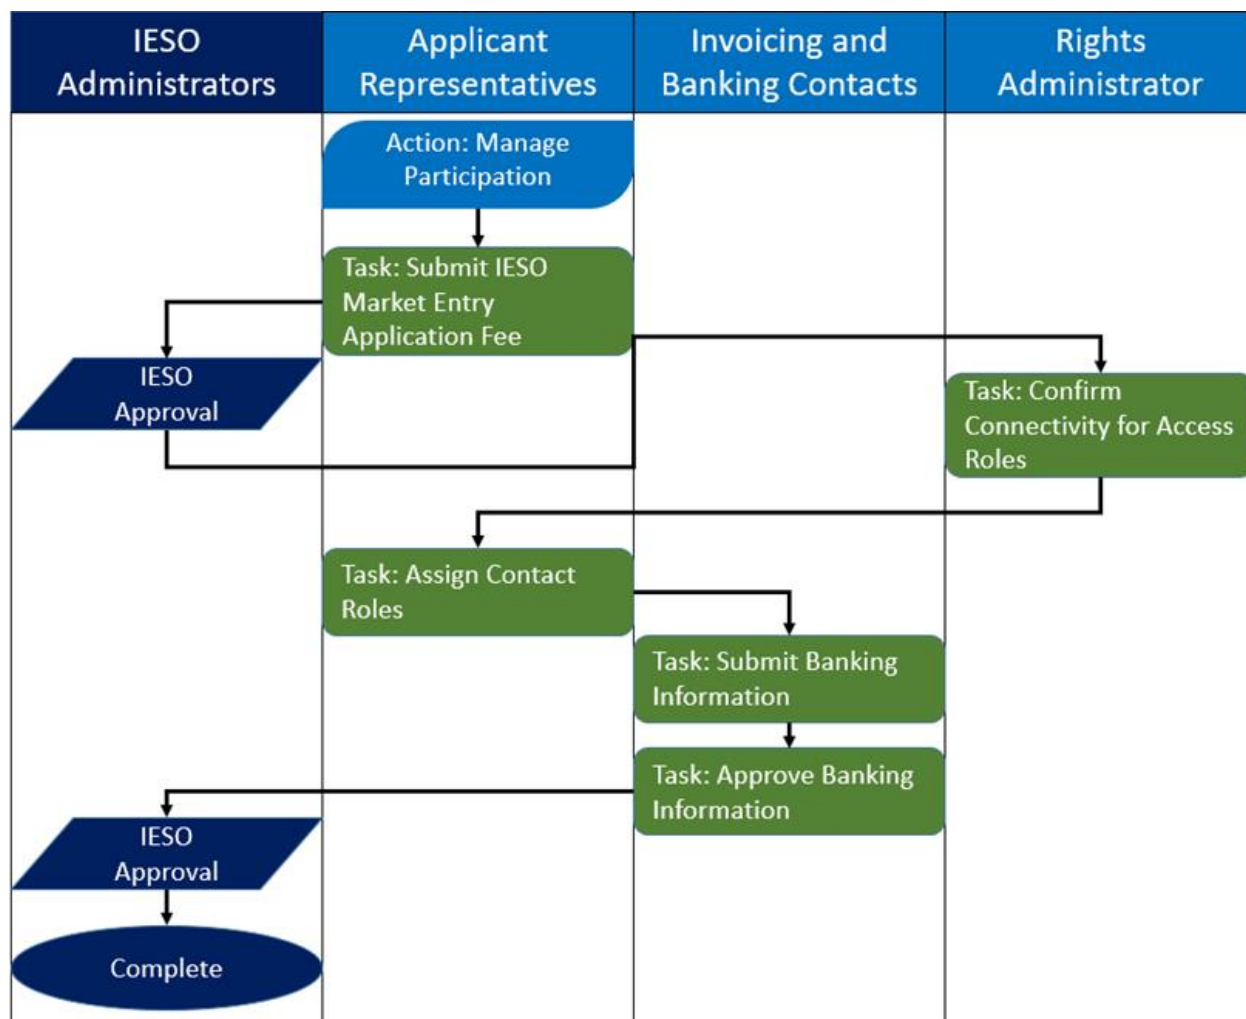 IESO
Administrators
Applicant
Representatives
Invoicing and
Banking Contacts
Rights
Administrator
Action: Manage
Participation
Task: Submit IESO
Market Entry
Application Fee
IESO
Approval
Task: Confirm
Connectivity for Access
Roles
Task: Assign Contact
Roles
Task: Submit Banking
Information
Task: Approve Banking
Information
IESO
Approval
Complete